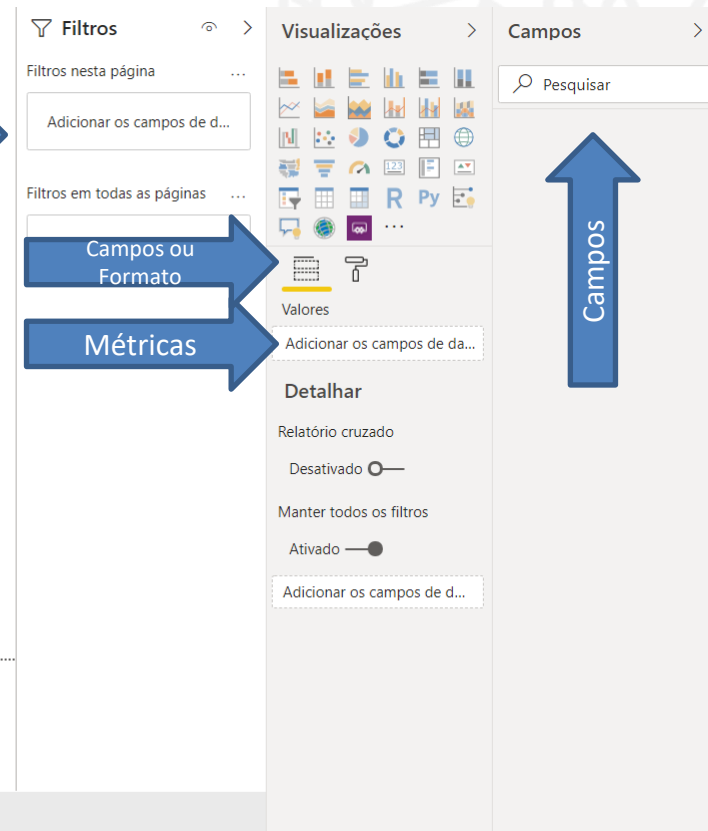 Filtros
Filtros nesta página
...
Adicionar os campos de d...
Filtros em todas as páginas
...
Campos ou
Formato
Métricas
Visualizações
123
R
Py
...
Valores
Adicionar os campos de da...
Detalhar
Relatório cruzado
Desativado
Manter todos os filtros
Ativado
Adicionar os campos de d...
Campos
Pesquisar
Campos